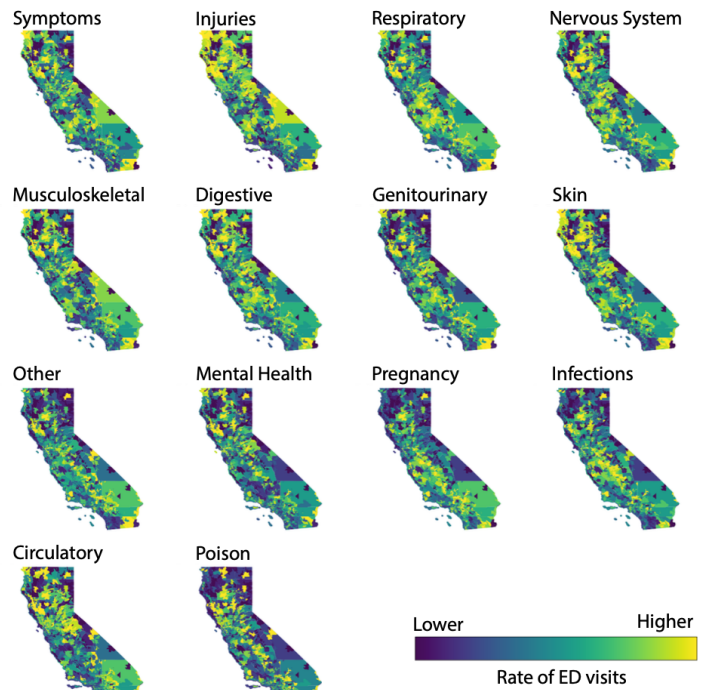 Symptoms
Injuries
Respiratory
Nervous System
Musculoskeletal
Digestive
Genitourinary
Skin
Other
Mental Health
Pregnancy
Infections
Circulatory
Poison
Lower
Higher
Rate of ED visits